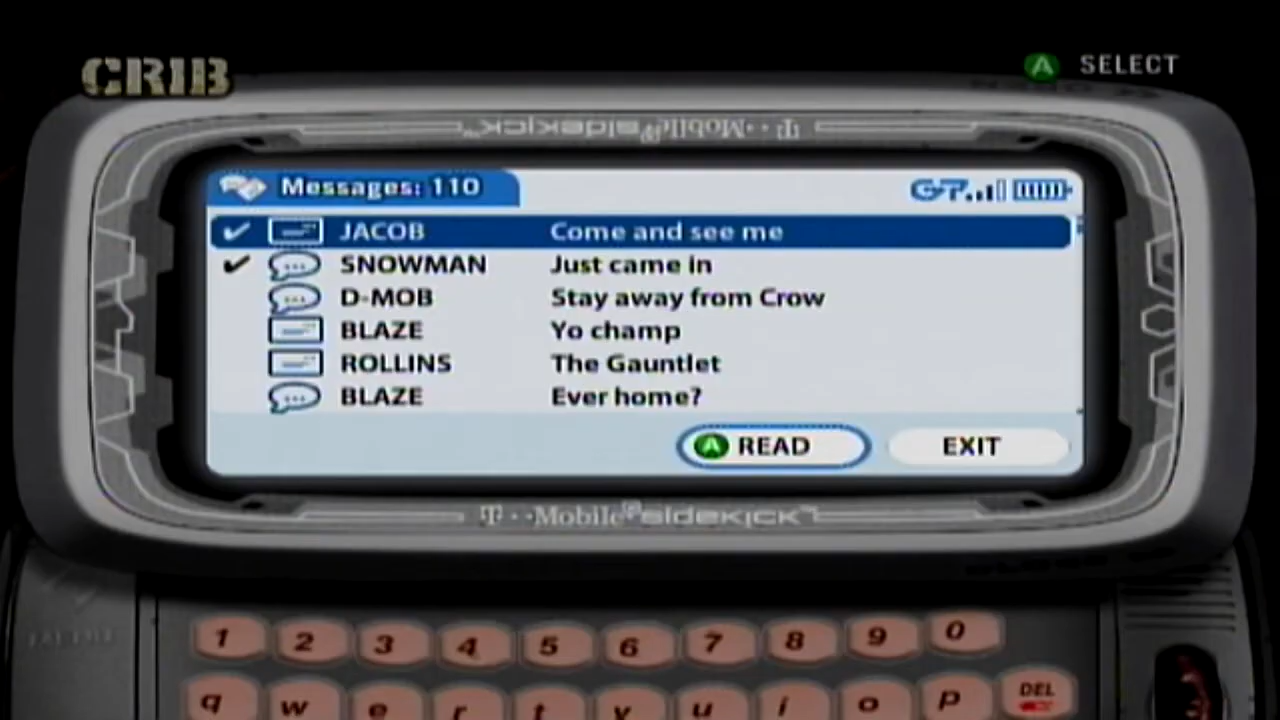 CRIB
A SELECT
T · · Mobile® sidekick™
Messages: 110
JACOB Come and see me
SNOWMAN Just came in
D-MOB Stay away from Crow
BLAZE Yo champ
ROLLINS The Gauntlet
BLAZE Ever home?
A READ EXIT
T · · Mobile® sidekick™
1 2 3 4 5 6 7 8 9 0
q w e r t y u i o p DEL